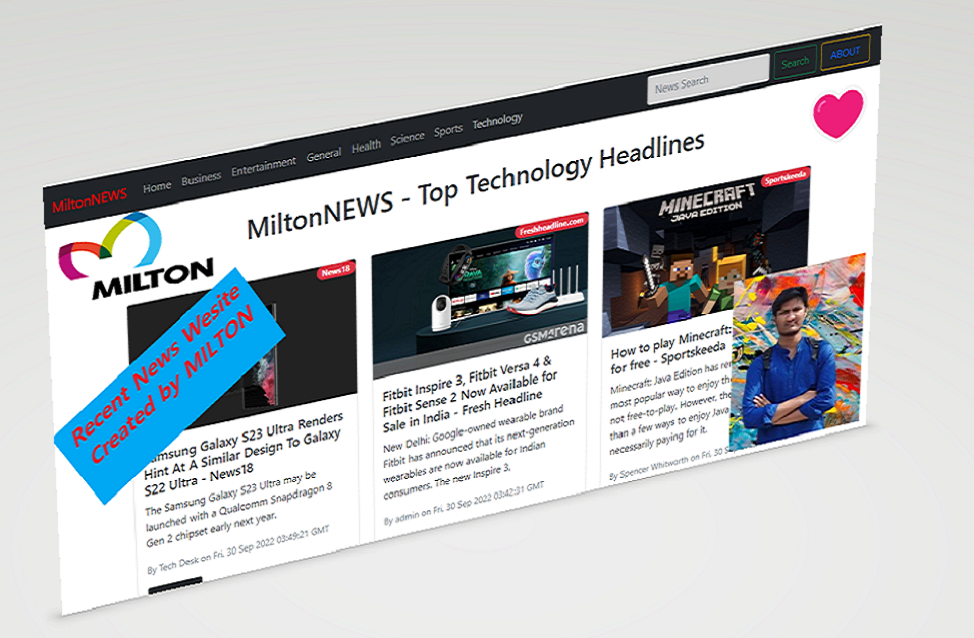 MiltonNEWS Home Business Entertainment General Health Science Sports Technology News Search Search ABOUT
MiltonNEWS - Top Technology Headlines
MILTON
Recent News Wesite
Created by MILTON
News18
amsung Galaxy S23 Ultra Renders
Hint At A Similar Design To Galaxy
S22 Ultra - News18
The Samsung Galaxy S23 Ultra may be
launched with a Qualcomm Snapdragon 8
Gen 2 chipset early next year.
By Tech Desk on Fri, 30 Sep 2022 03:49:21 GMT
Freshheadline.com
GSMarena
Fitbit Inspire 3, Fitbit Versa 4 &
Fitbit Sense 2 Now Available for
Sale in India - Fresh Headline
New Delhi: Google-owned wearable brand
Fitbit has announced that its next-generation
wearables are now available for Indian
consumers. The new Inspire 3.
By admin on Fri, 30 Sep 2022 03:42:31 GMT
Sportskeeda
MINECRAFT
JAVA EDITION
How to play Minecraft:
for free - Sportskeeda
Minecraft: Java Edition has re
most popular way to enjoy th
not free-to-play. However, the
than a few ways to enjoy Java
necessarily paying for it.
By Spencer Whitworth on Fri, 30 S